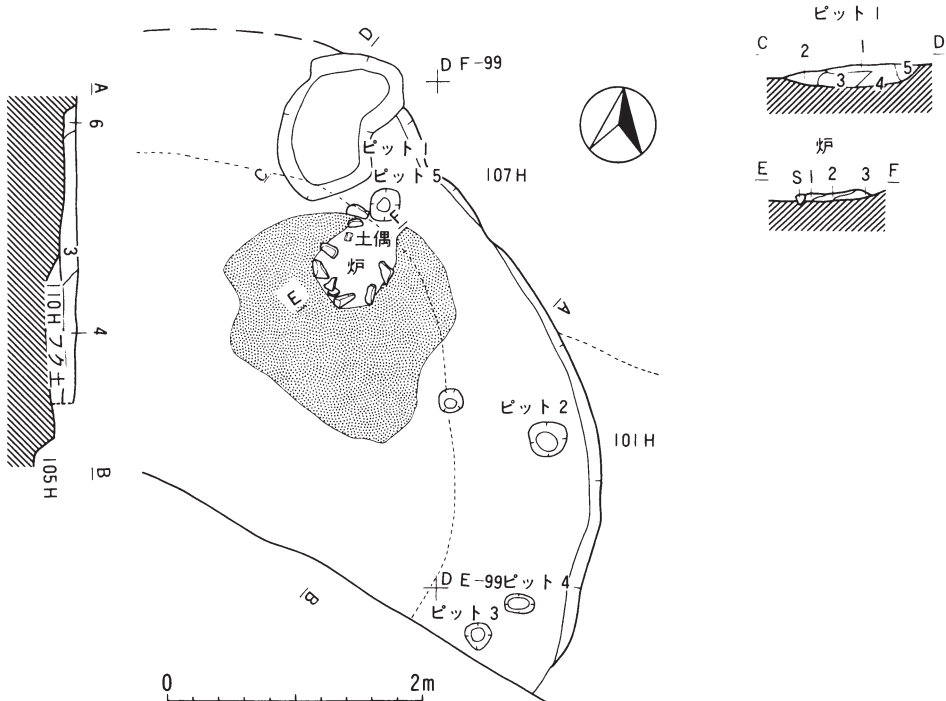 ピット 1
C 2 1 D
3 4 5
炉
E S 1 2 3 F
A
6
3
110H フク土
4
B
105H
D
D F-99
ピット 1
C
ピット 5
107H
F
土偶
炉
E
A
ピット 2
101H
D E-99 ピット 4
ピット 3
B
0 2m